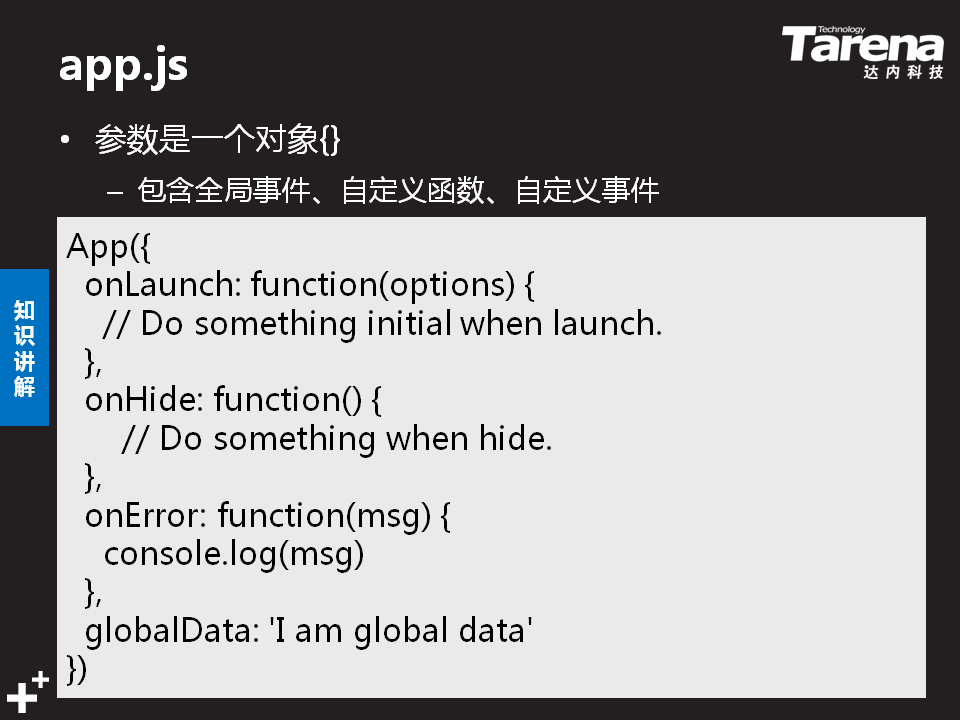 Technology
Tarena
达内科技
app.js
• 参数是一个对象{}
– 包含全局事件、自定义函数、自定义事件
知识讲解
App({
  onLaunch: function(options) {
    // Do something initial when launch.
  },
  onHide: function() {
      // Do something when hide.
  },
  onError: function(msg) {
    console.log(msg)
  },
  globalData: 'I am global data'
})